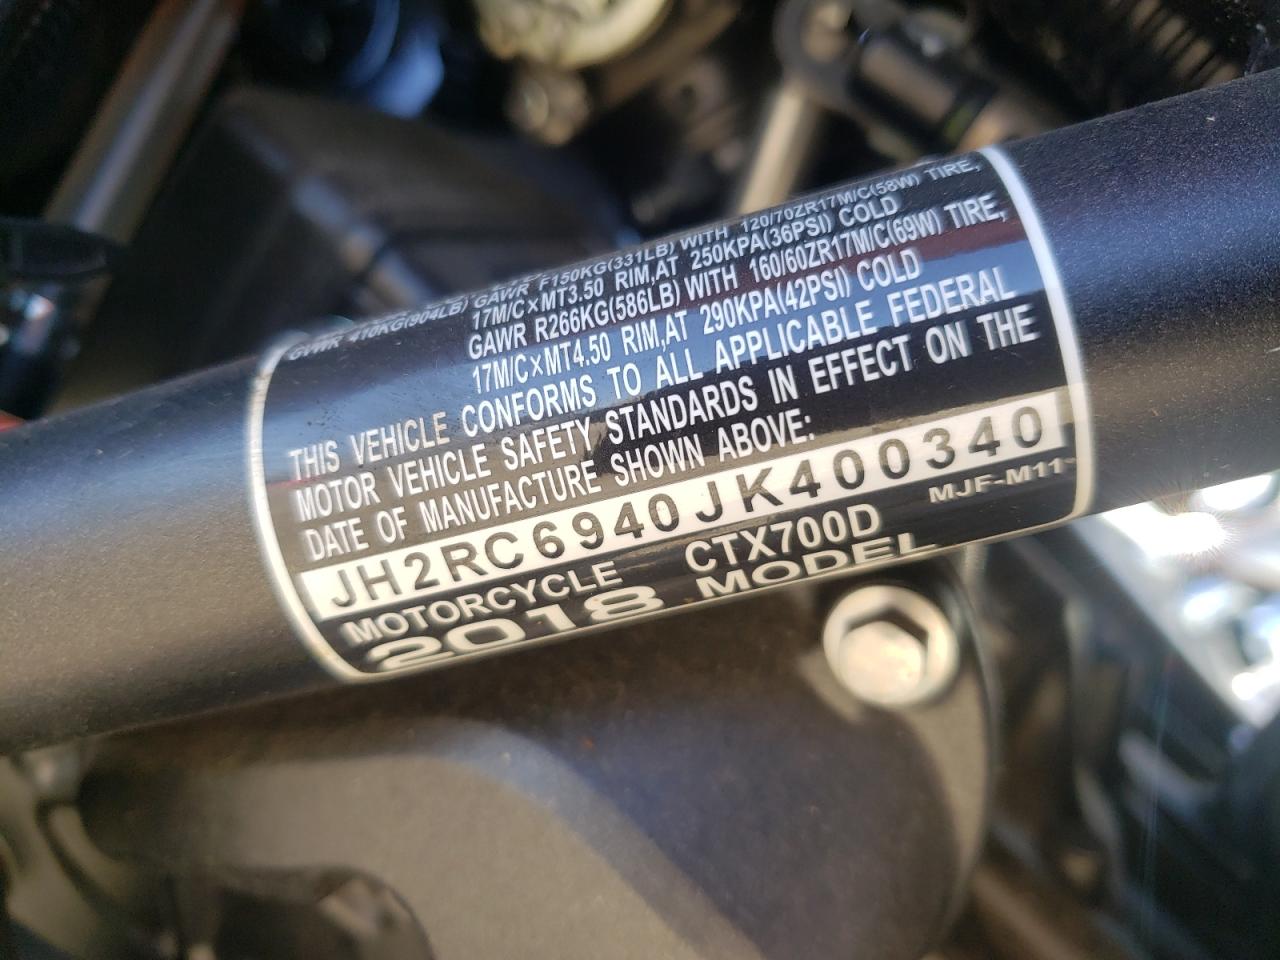 GVWR 410KG(904LB) GAWR F150KG(331LB) WITH 120/70ZR17M/C(58W) TIRE,
17M/C×MT3.50 RIM,AT 250KPA(36PSI) COLD
GAWR R266KG(586LB) WITH 160/60ZR17M/C(69W) TIRE,
17M/C×MT4.50 RIM,AT 290KPA(42PSI) COLD
THIS VEHICLE CONFORMS TO ALL APPLICABLE FEDERAL
MOTOR VEHICLE SAFETY STANDARDS IN EFFECT ON THE
DATE OF MANUFACTURE SHOWN ABOVE:
JH2RC6940JK400340
MOTORCYCLE CTX700D MJF-M11
2018 MODEL